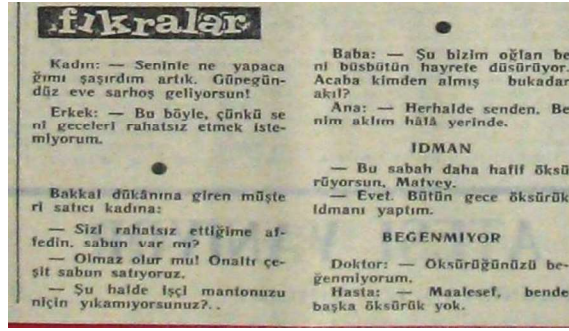 fıkralar
Kadın: — Seninle ne yapaca
ğımı şaşırdım artık. Güpegün-
düz eve sarhoş geliyorsun!
Erkek: — Bu böyle, çünkü se
ni geceleri rahatsız etmek iste-
miyorum.
●
Bakkal dükânına giren müşte
ri satıcı kadına:
— Sizi rahatsız ettiğime af-
fedin, sabun var mı?
— Olmaz olur mu! Onaltı çe-
şit sabun satıyoruz.
— Şu halde işçi mantonuzu
niçin yıkamıyorsunuz?..
●
Baba: — Şu bizim oğlan be
ni büsbütün hayrete düşürüyor.
Acaba kimden almış bukadar
akıl?
Ana: — Herhalde senden. Be
nim aklım hâlâ yerinde.
IDMAN
— Bu sabah daha hafif öksü
rüyorsun, Matvey.
— Evet. Bütün gece öksürük
idmanı yaptım.
BEGENMIYOR
Doktor: — Öksürüğünüzü be-
ğenmiyorum.
Hasta: — Maalesef, bende
başka öksürük yok.